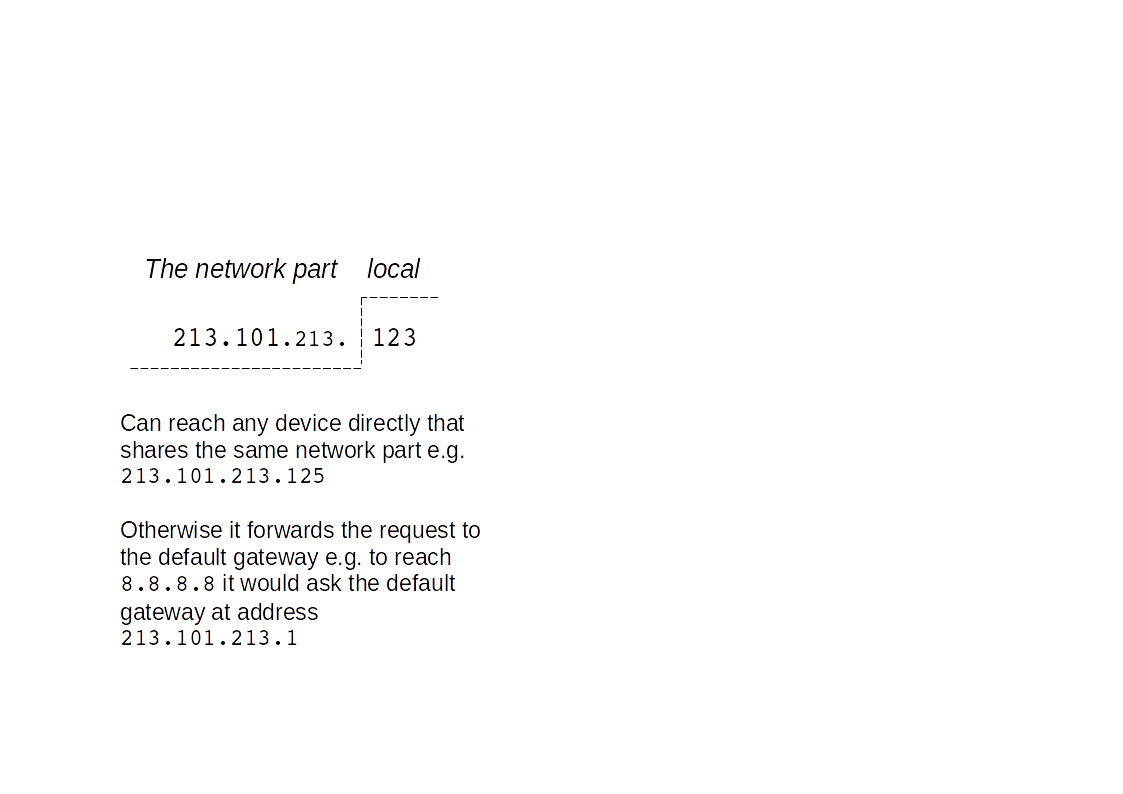 The network part local
213.101.213. 123
Can reach any device directly that
shares the same network part e.g.
213.101.213.125
Otherwise it forwards the request to
the default gateway e.g. to reach
8.8.8.8 it would ask the default
gateway at address
213.101.213.1